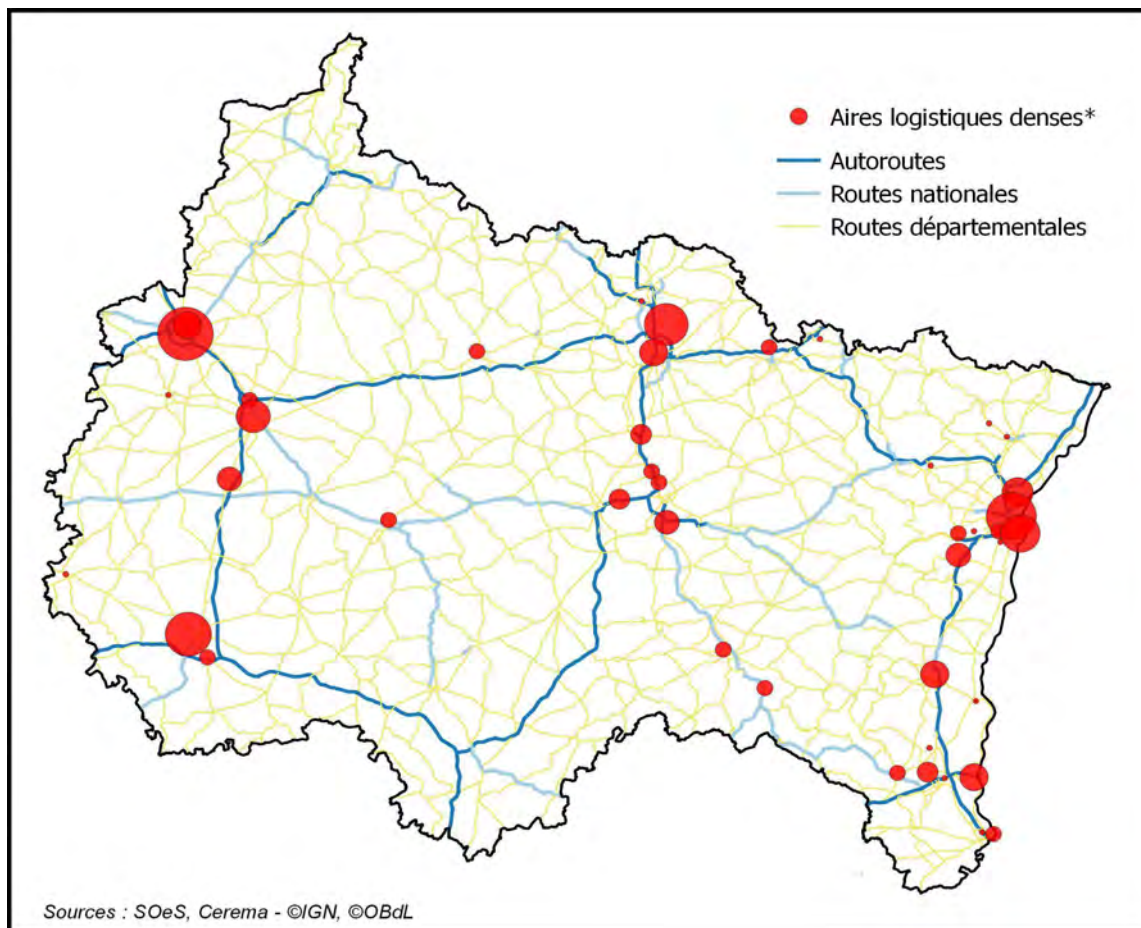 Aires logistiques denses*
Autoroutes
Routes nationales
Routes départementales
Sources : SOeS, Cerema - ©IGN, ©OBdL